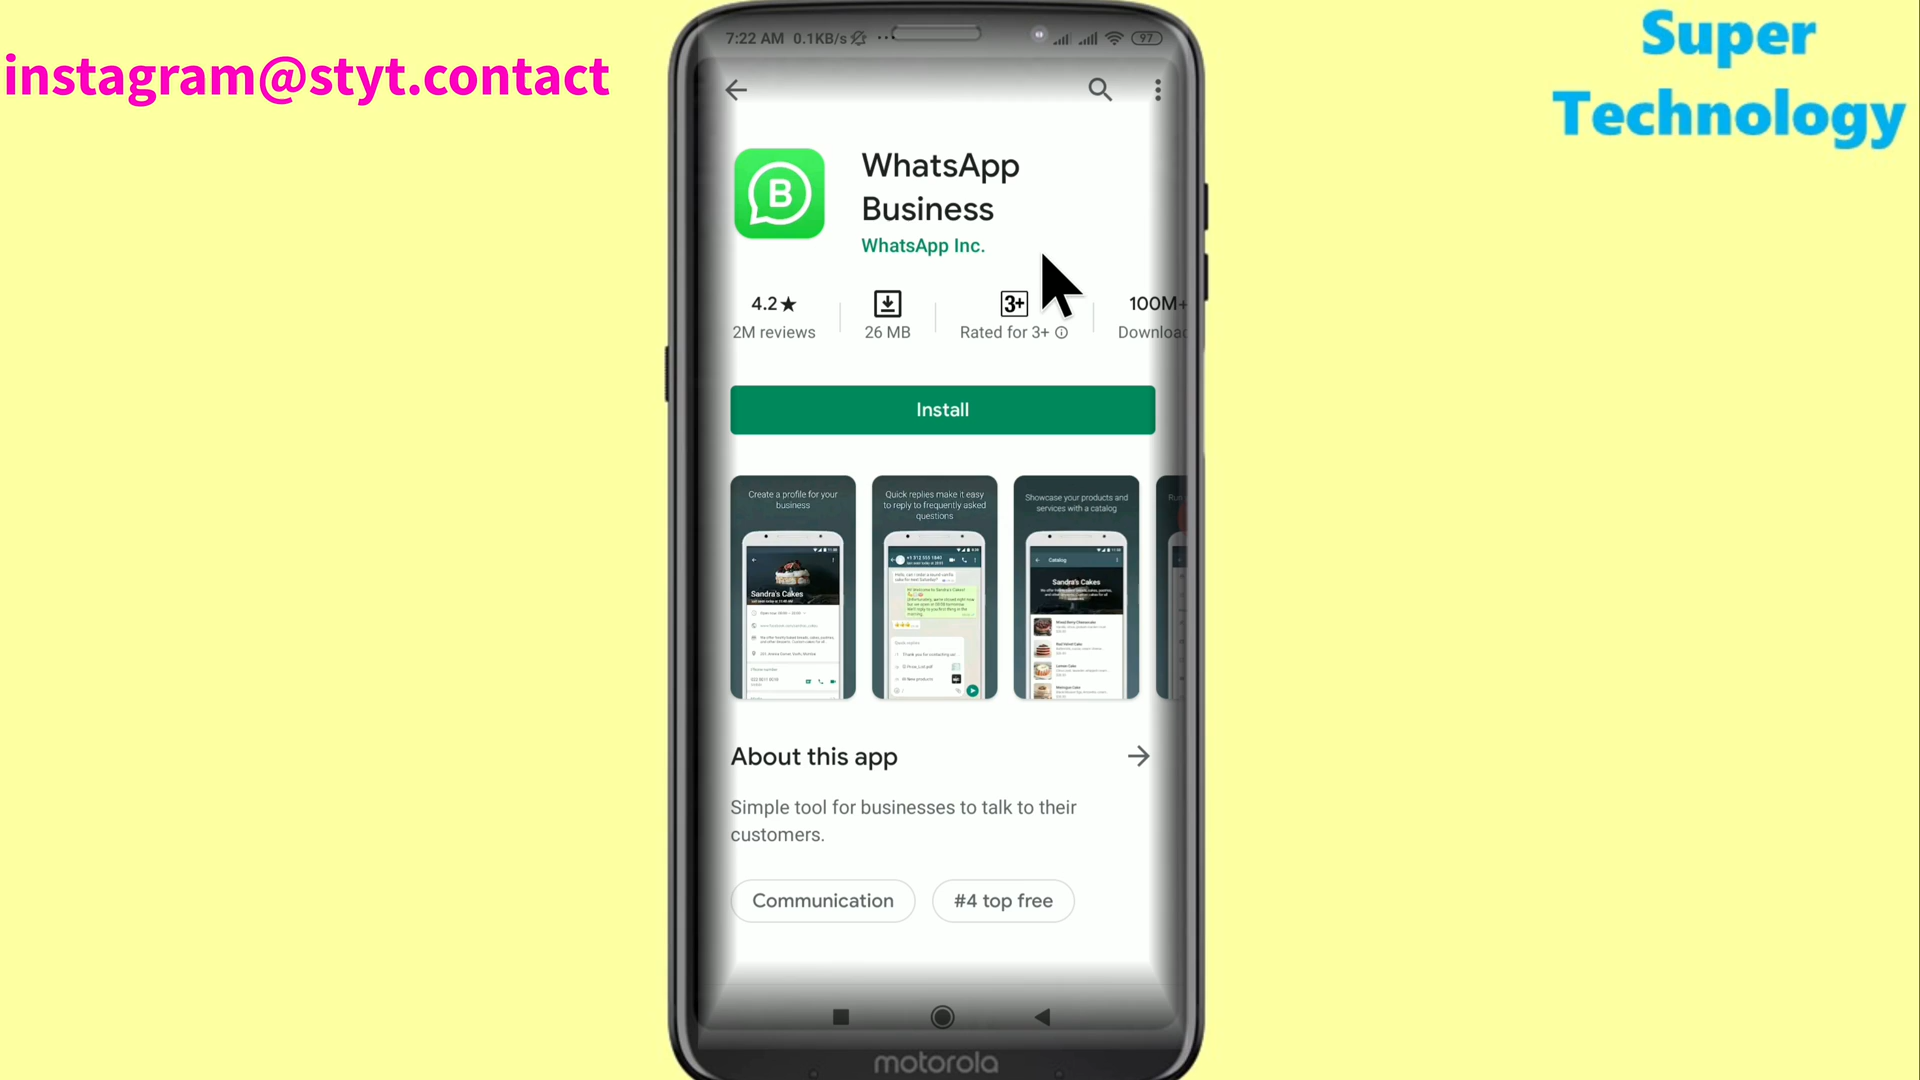 instagram@styt.contact
Super
Technology
7:22 AM 0.1KB/s
97
WhatsApp
Business
WhatsApp Inc.
4.2★
2M reviews
26 MB
3+
Rated for 3+
100M+
Downloa
Install
Create a profile for your
business
Sandra's Cakes
Quick replies make it easy
to reply to frequently asked
questions
Showcase your products and
services with a catalog
Catalog
Sandra's Cakes
About this app
Simple tool for businesses to talk to their
customers.
Communication
#4 top free
motorola